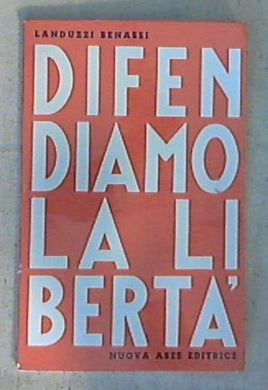 LANDUZZI BENASSI
DIFEN
DIAMO
LA LI
BERTA'
NUOVA ABES EDITRICE